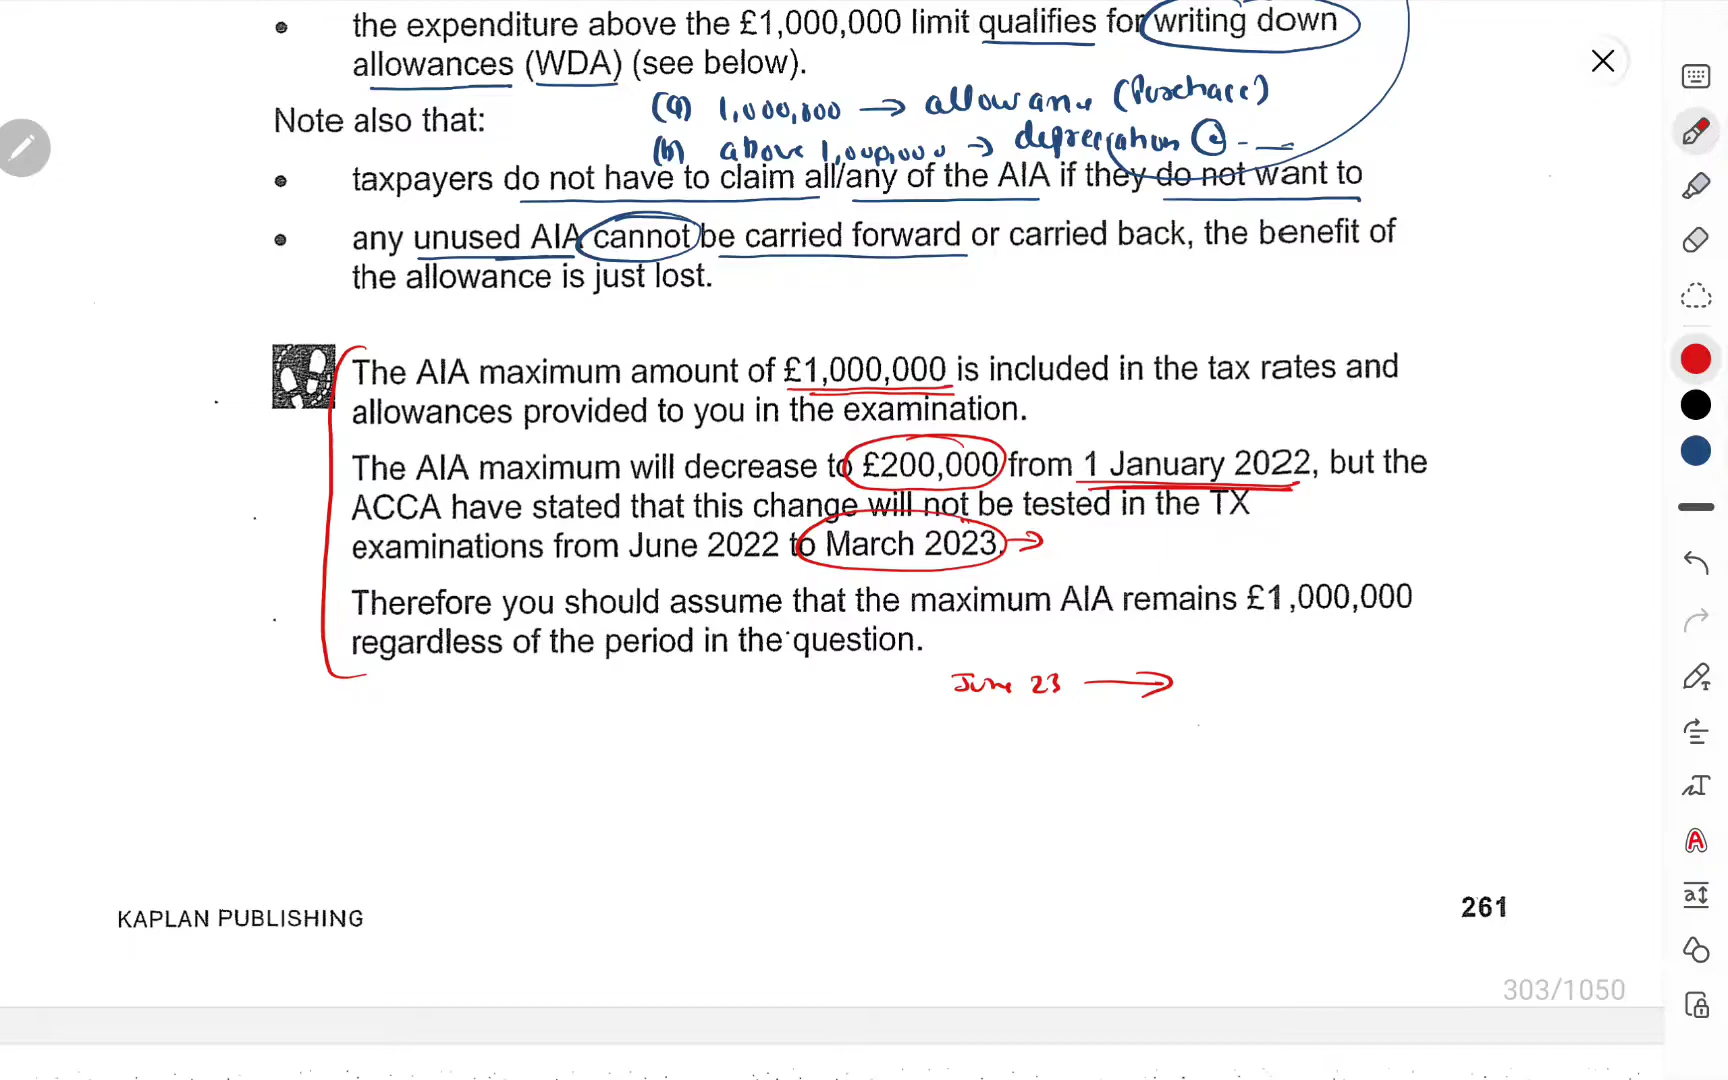 the expenditure above the £1,000,000 limit qualifies for writing down
allowances (WDA) (see below).
(a) 1,000,000 → allowance (Purchase)
Note also that:
(b) above 1,000,000 → depreciation @ - —
• taxpayers do not have to claim all/any of the AIA if they do not want to
• any unused AIA cannot be carried forward or carried back, the benefit of
the allowance is just lost.
The AIA maximum amount of £1,000,000 is included in the tax rates and
allowances provided to you in the examination.
The AIA maximum will decrease to £200,000 from 1 January 2022, but the
ACCA have stated that this change will not be tested in the TX
examinations from June 2022 to March 2023.
Therefore you should assume that the maximum AIA remains £1,000,000
regardless of the period in the question.
June 23 →
KAPLAN PUBLISHING
261
303/1050